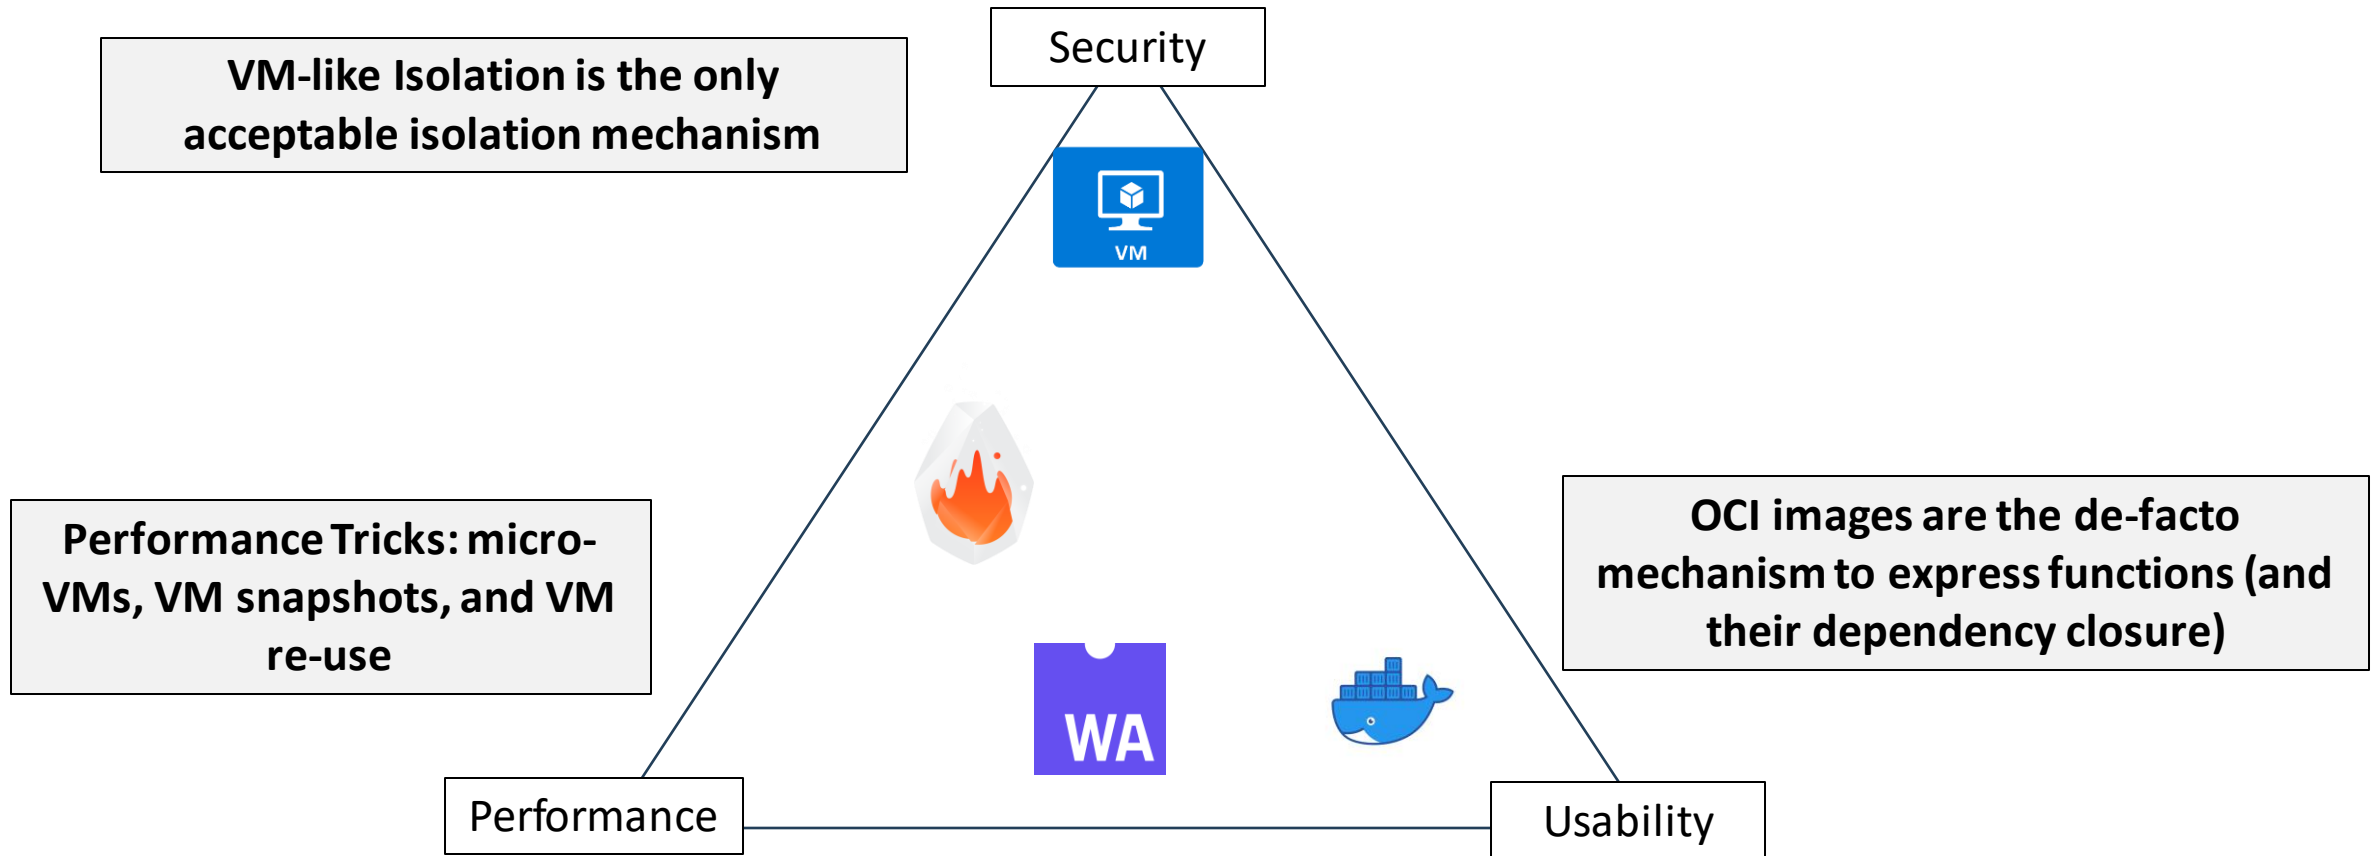 Security
VM-like Isolation is the only
acceptable isolation mechanism
VM
Performance Tricks: micro-
VMs, VM snapshots, and VM
re-use
OCI images are the de-facto
mechanism to express functions (and
their dependency closure)
WA
Performance
Usability